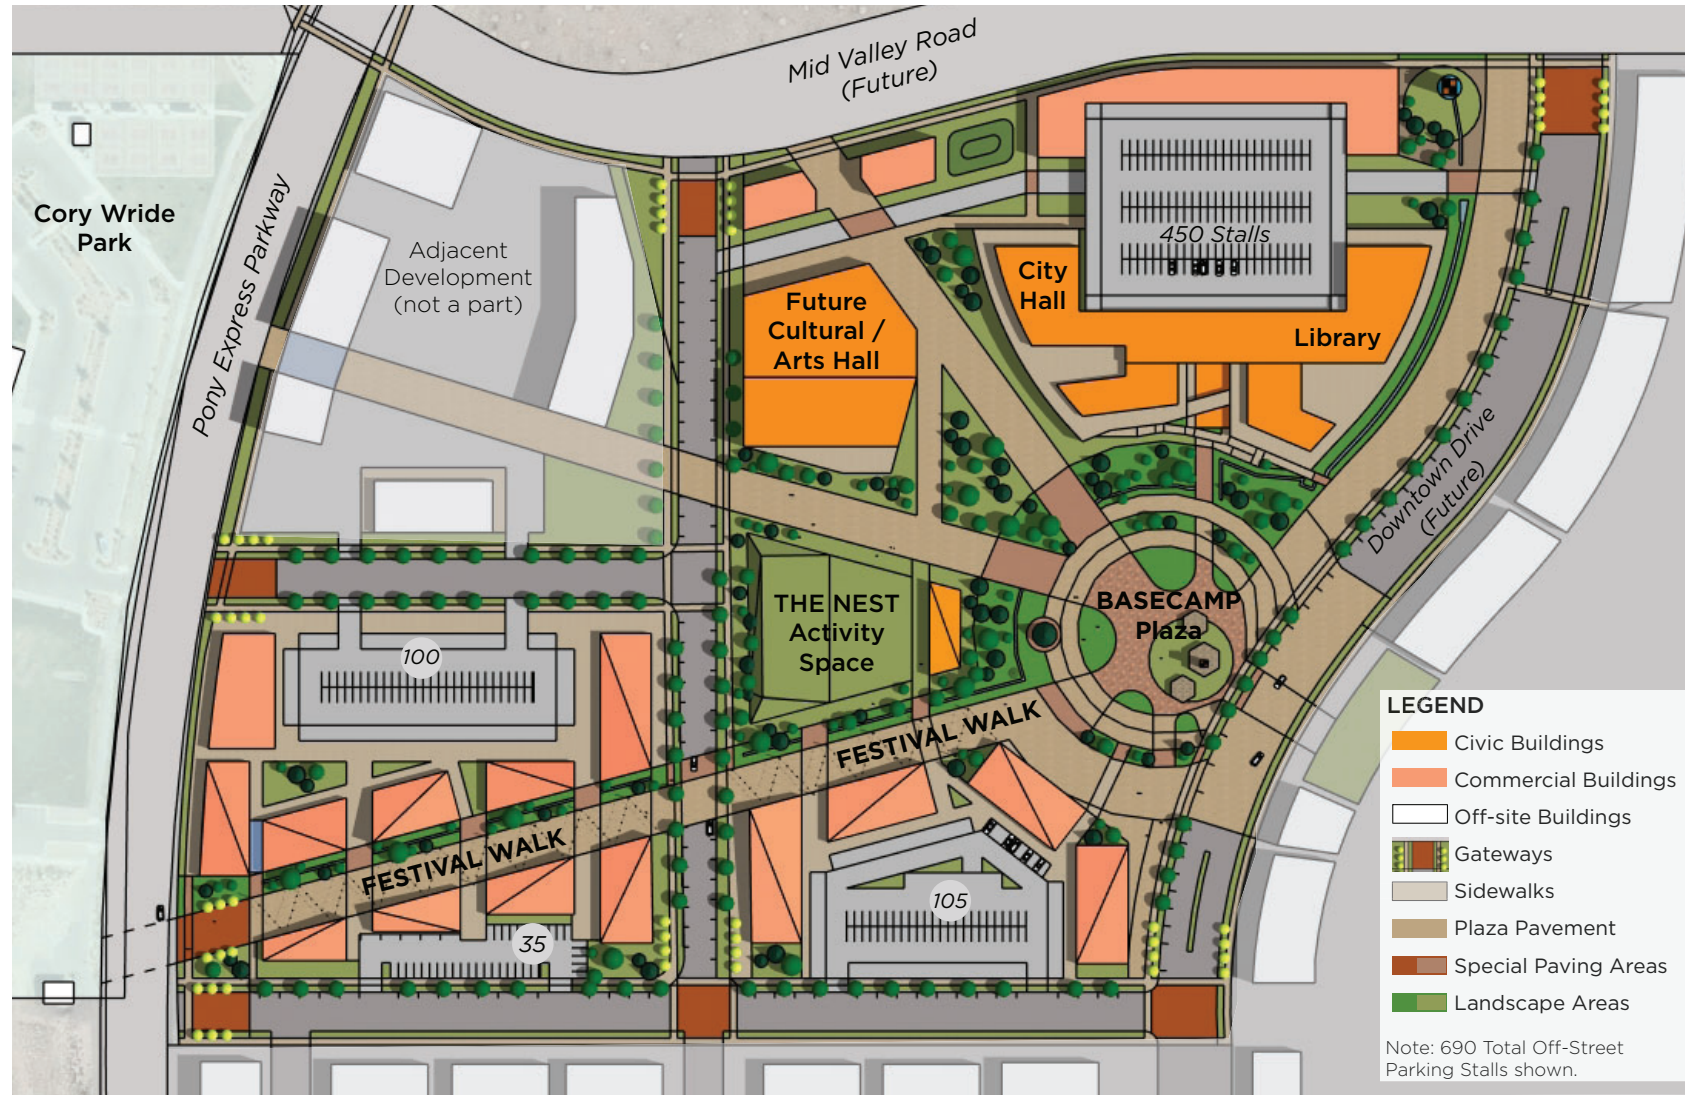 Mid Valley Road
(Future)
Cory Wride
Park
Pony Express Parkway
Adjacent
Development
(not a part)
450 Stalls
City
Hall
Library
Future
Cultural /
Arts Hall
Downtown Drive
(Future)
THE NEST
Activity
Space
BASECAMP
Plaza
100
FESTIVAL WALK
FESTIVAL WALK
35
105
LEGEND
Civic Buildings
Commercial Buildings
Off-site Buildings
Gateways
Sidewalks
Plaza Pavement
Special Paving Areas
Landscape Areas
Note: 690 Total Off-Street
Parking Stalls shown.